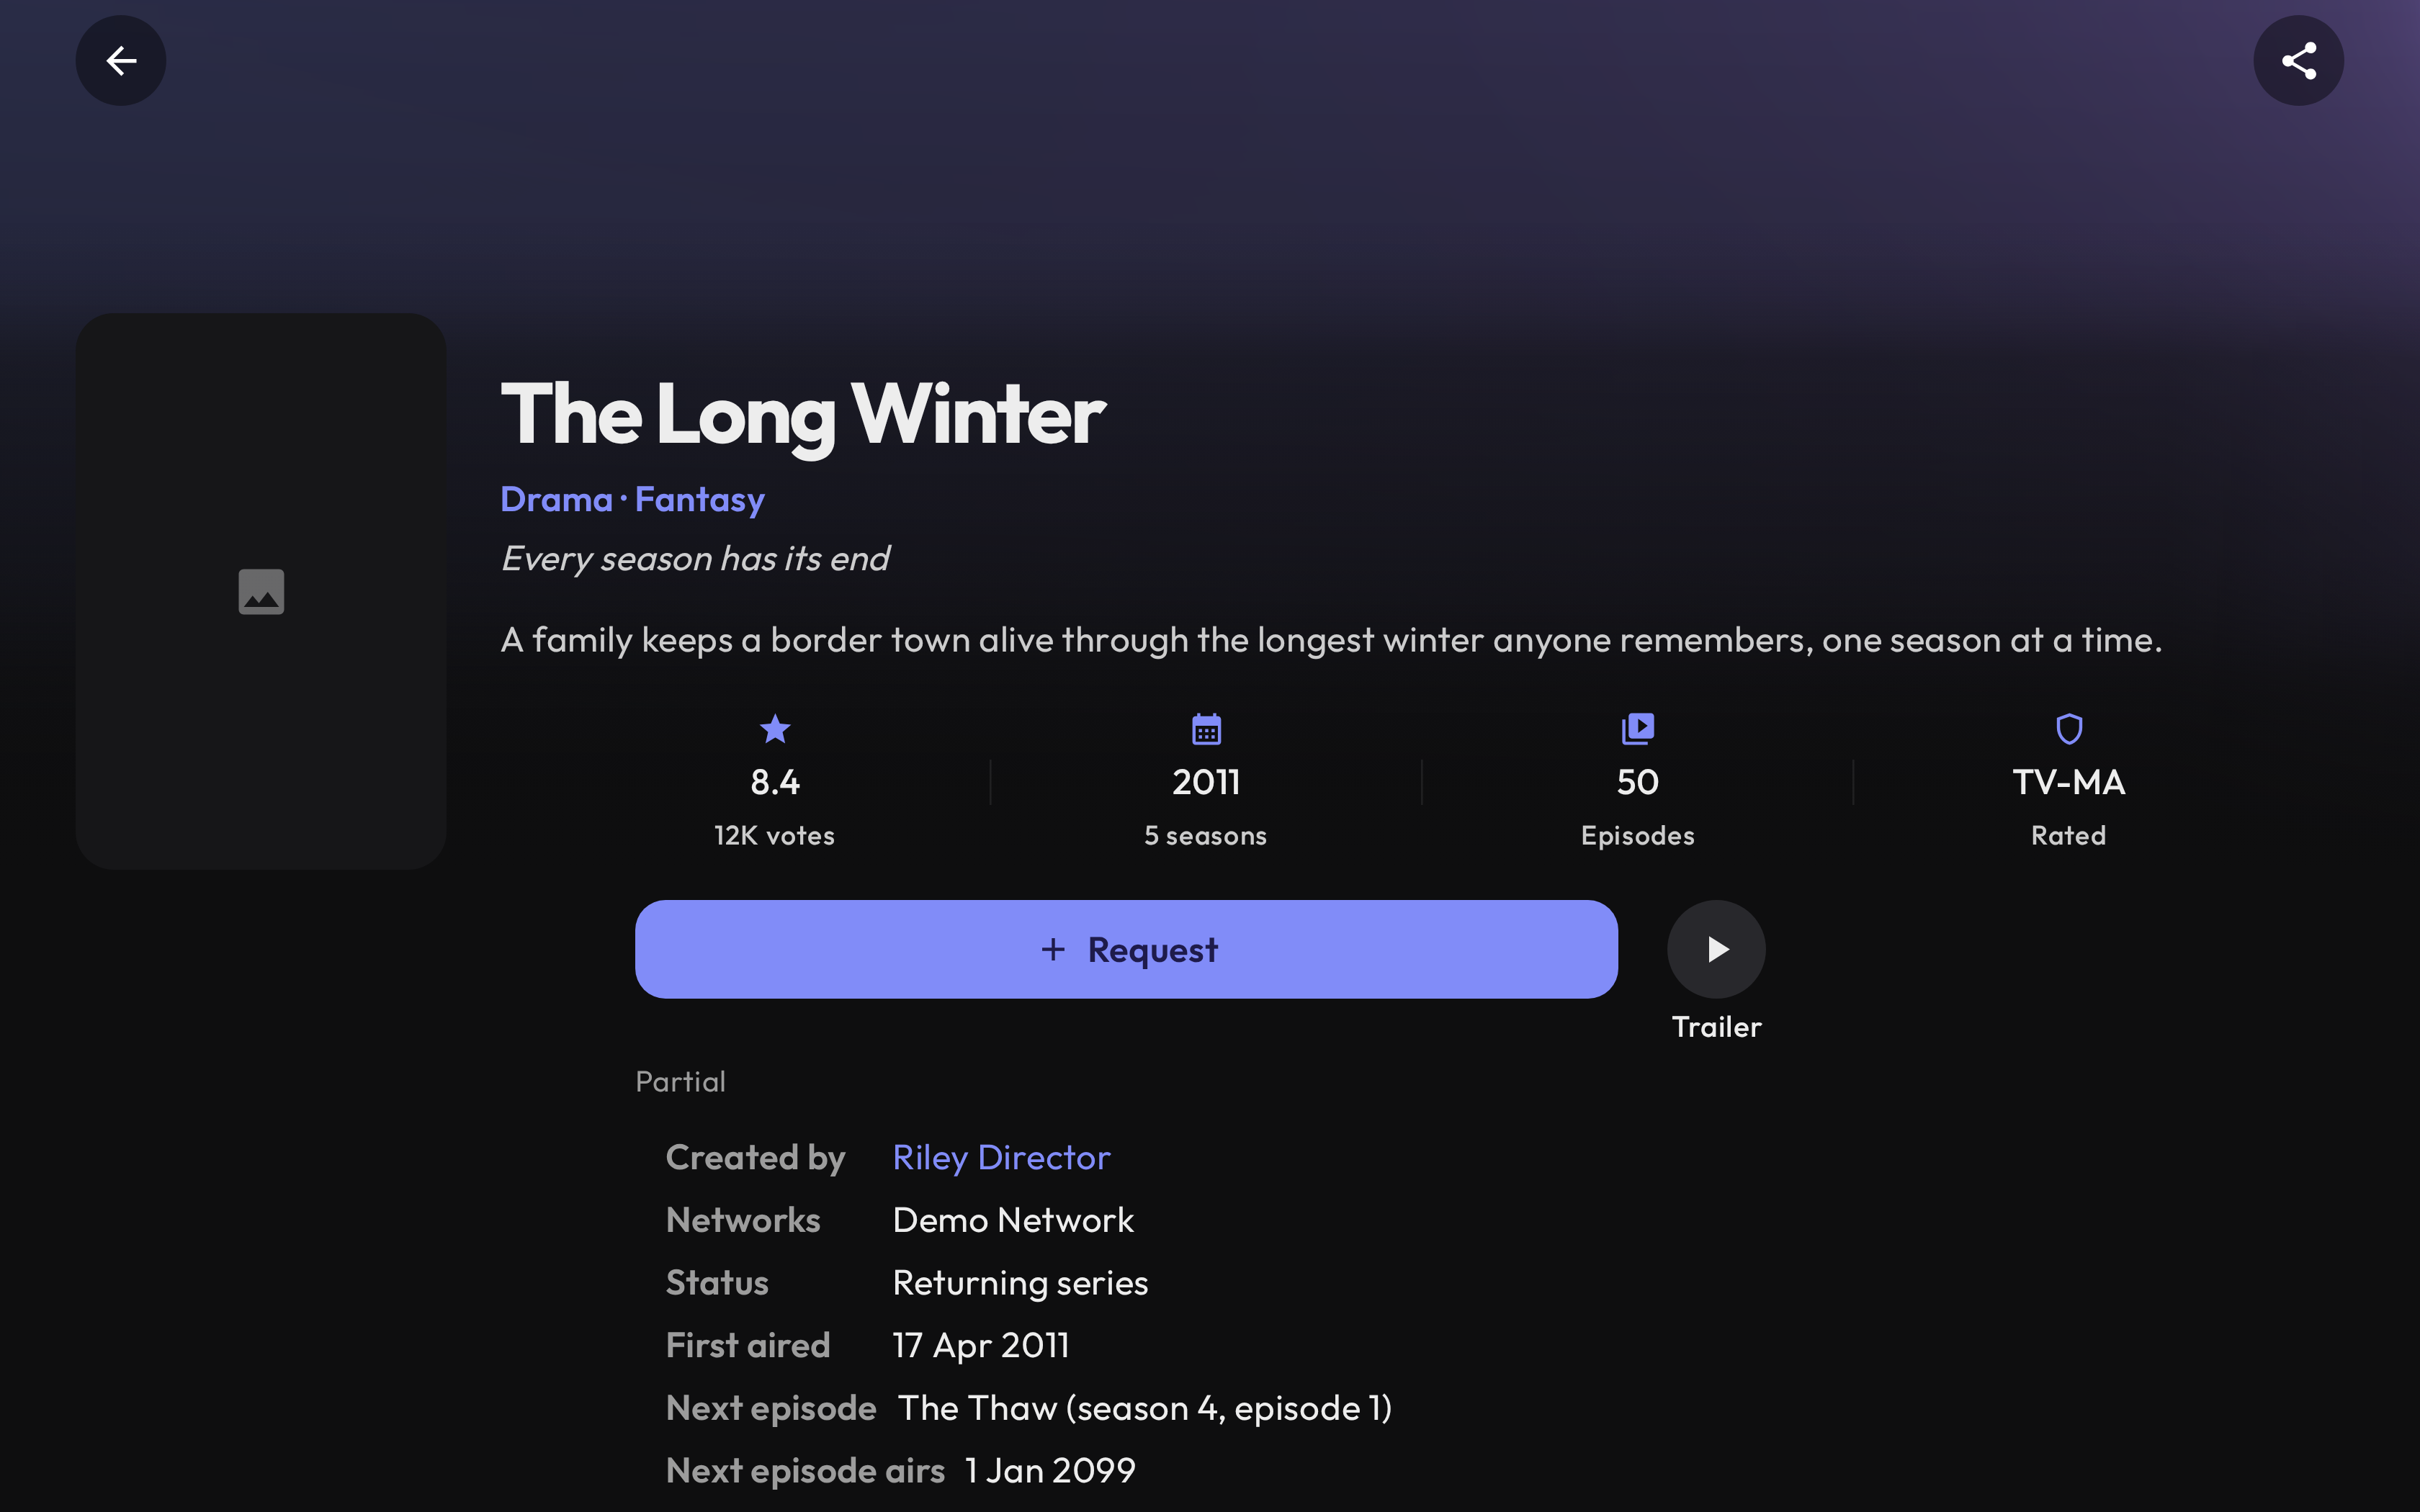 The Long Winter
Drama · Fantasy
Every season has its end
A family keeps a border town alive through the longest winter anyone remembers, one season at a time.
8.4
12K votes
2011
5 seasons
50
Episodes
TV-MA
Rated
+ Request
Trailer
Partial
Created by Riley Director
Networks Demo Network
Status Returning series
First aired 17 Apr 2011
Next episode The Thaw (season 4, episode 1)
Next episode airs 1 Jan 2099